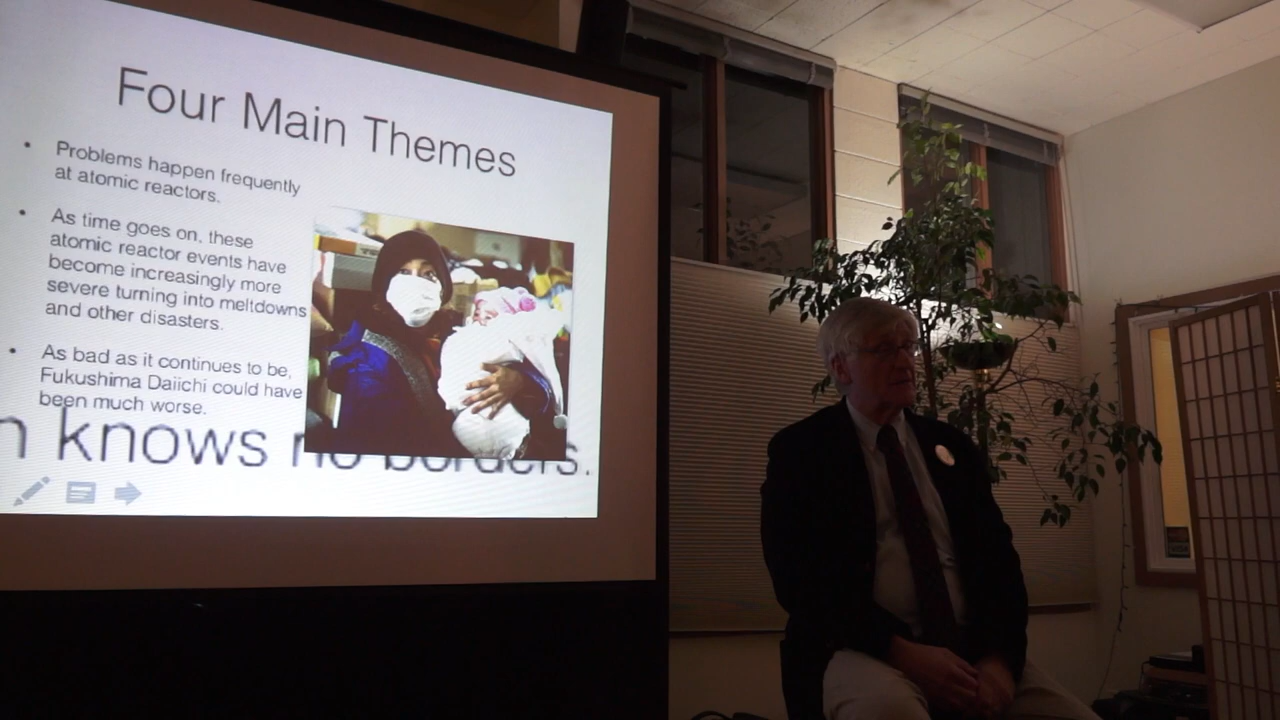 Four Main Themes
• Problems happen frequently
at atomic reactors.
• As time goes on, these
atomic reactor events have
become increasingly more
severe turning into meltdowns
and other disasters.
• As bad as it continues to be,
Fukushima Daiichi could have
been much worse.
n knows no borders.